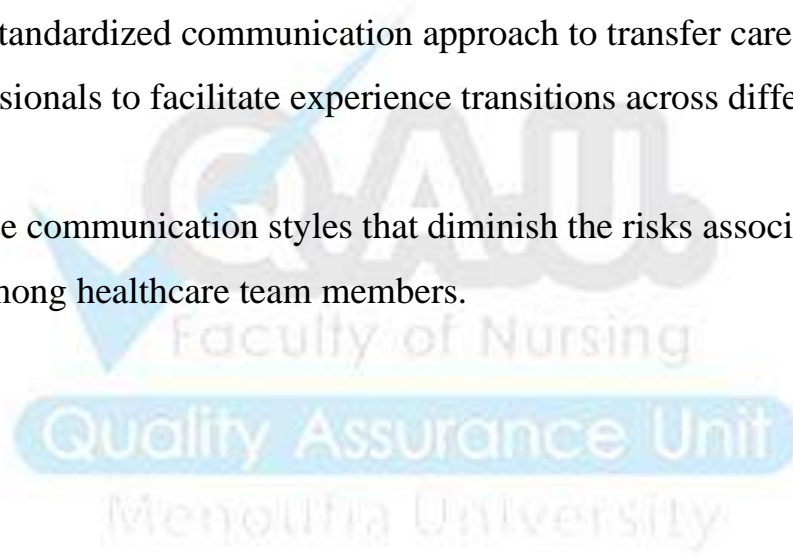 tandardized communication approach to transfer care
sionals to facilitate experience transitions across diffe
e communication styles that diminish the risks associ
nong healthcare team members.
Q.A.U.
Faculty of Nursing
Quality Assurance Unit
Menoufia University